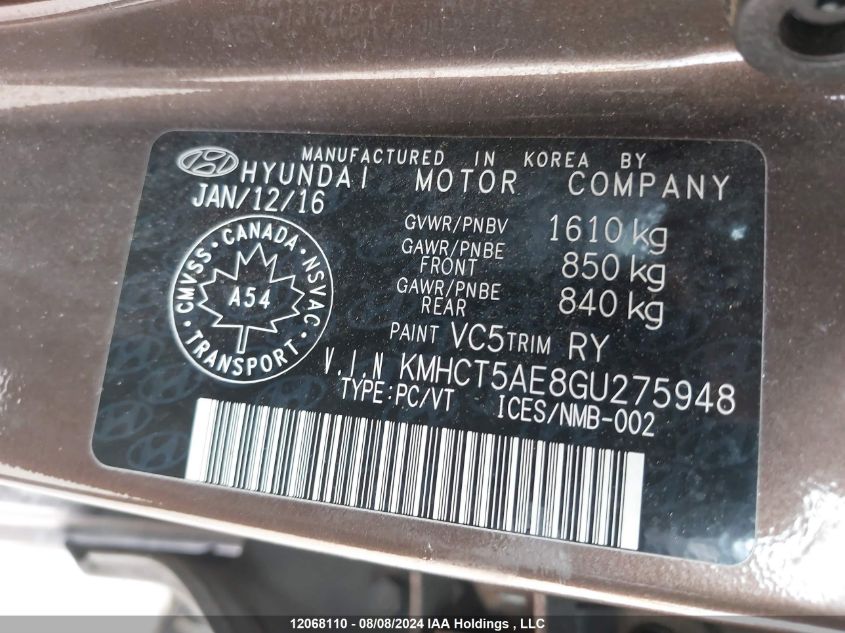 MANUFACTURED IN KOREA BY
HYUNDAI MOTOR COMPANY
JAN/12/16
GVWR/PNBV 1610 kg
GAWR/PNBE FRONT 850 kg
GAWR/PNBE REAR 840 kg
CMVSS · CANADA · NSVAC · TRANSPORT ·
A54
PAINT VC5 TRIM RY
V.I.N KMHCT5AE8GU275948
TYPE:PC/VT ICES/NMB-002
12068110 - 08/08/2024 IAA Holdings , LLC